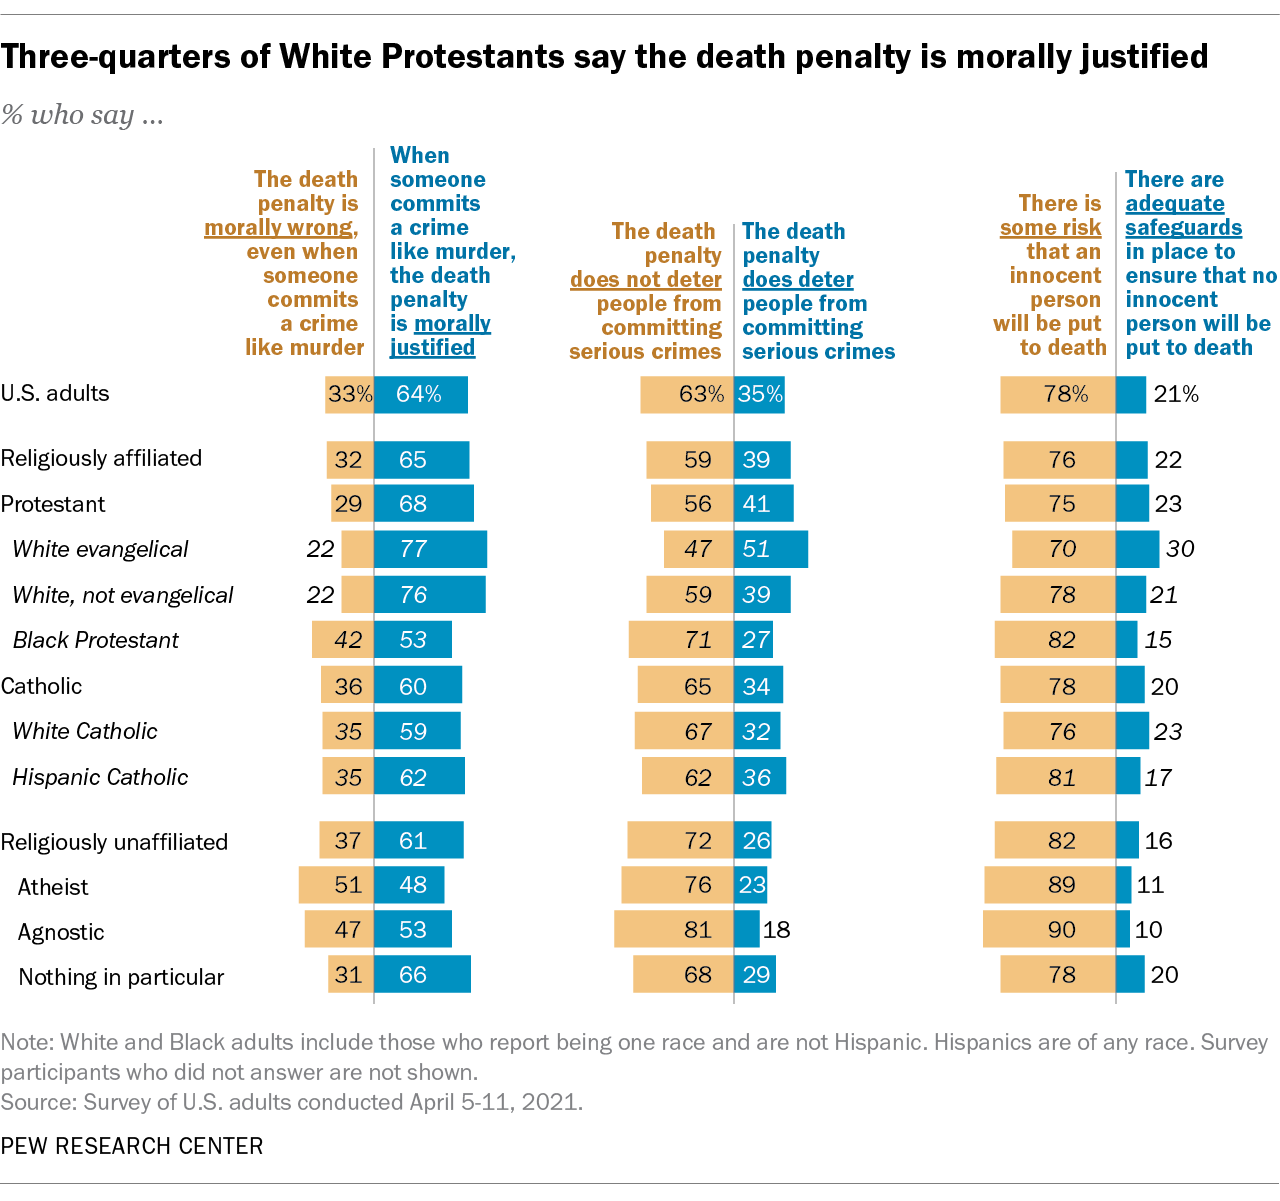 Three-quarters of White Protestants say the death penalty is morally justified
% who say ...
The death
penalty is
morally wrong,
even when
someone
commits
a crime
like murder
When
someone
commits
a crime
like murder,
the death
penalty
is morally
justified
The death
penalty
does not deter
people from
committing
serious crimes
The death
penalty
does deter
people from
committing
serious crimes
There is
some risk
that an
innocent
person
will be put
to death
There are
adequate
safeguards
in place to
ensure that no
innocent
person will be
put to death
U.S. adults 33% 64% 63% 35% 78% 21%
Religiously affiliated 32 65 59 39 76 22
Protestant 29 68 56 41 75 23
White evangelical 22 77 47 51 70 30
White, not evangelical 22 76 59 39 78 21
Black Protestant 42 53 71 27 82 15
Catholic 36 60 65 34 78 20
White Catholic 35 59 67 32 76 23
Hispanic Catholic 35 62 62 36 81 17
Religiously unaffiliated 37 61 72 26 82 16
Atheist 51 48 76 23 89 11
Agnostic 47 53 81 18 90 10
Nothing in particular 31 66 68 29 78 20
Note: White and Black adults include those who report being one race and are not Hispanic. Hispanics are of any race. Survey
participants who did not answer are not shown.
Source: Survey of U.S. adults conducted April 5-11, 2021.
PEW RESEARCH CENTER